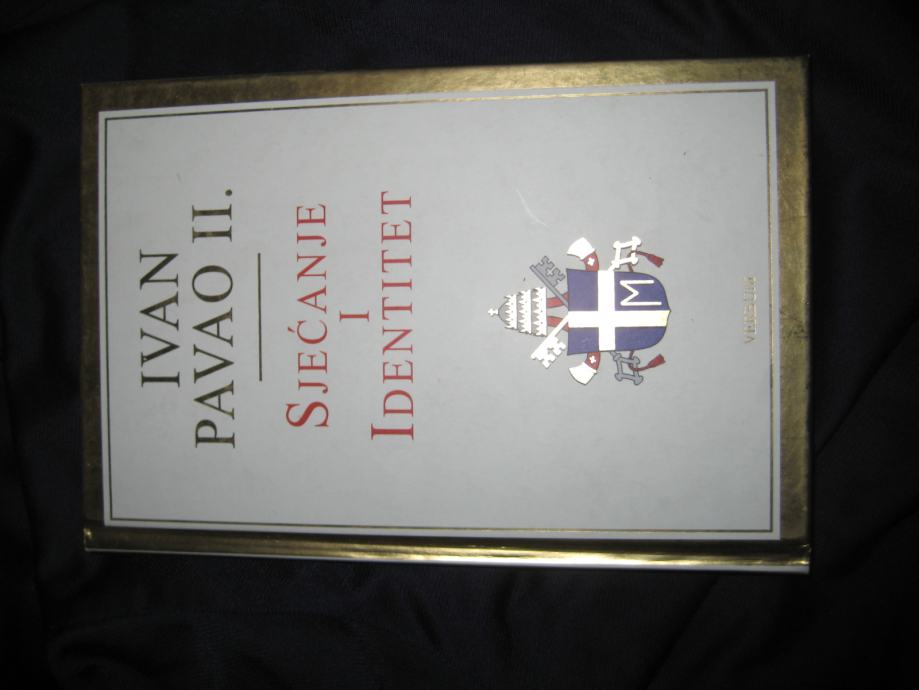 IVAN
PAVAO II.
SJEĆANJE
I
IDENTITET
M
VERBUM